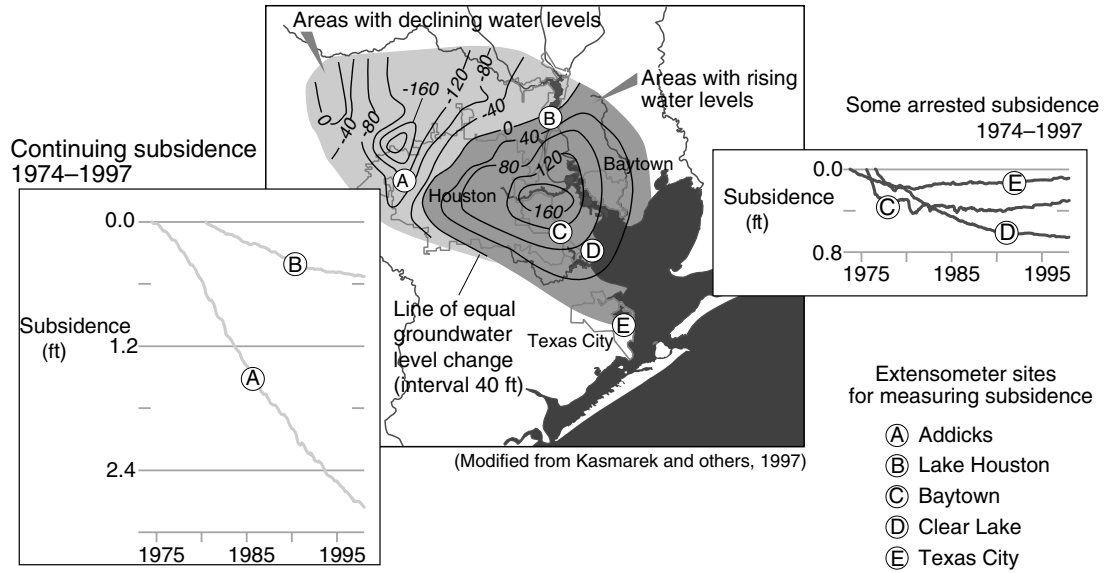 Areas with declining water levels
Areas with rising
water levels
0
-40
-80
-160
-120
-80
-40
0
40
80
120
160
A
B
C
D
E
Houston
Baytown
Texas City
Line of equal
groundwater
level change
(interval 40 ft)
(Modified from Kasmarek and others, 1997)
Continuing subsidence
1974–1997
0.0
Subsidence
(ft)
1.2
2.4
B
A
1975
1985
1995
Some arrested subsidence
1974–1997
0.0
Subsidence
(ft)
0.8
C
E
D
1975
1985
1995
Extensometer sites
for measuring subsidence
A Addicks
B Lake Houston
C Baytown
D Clear Lake
E Texas City